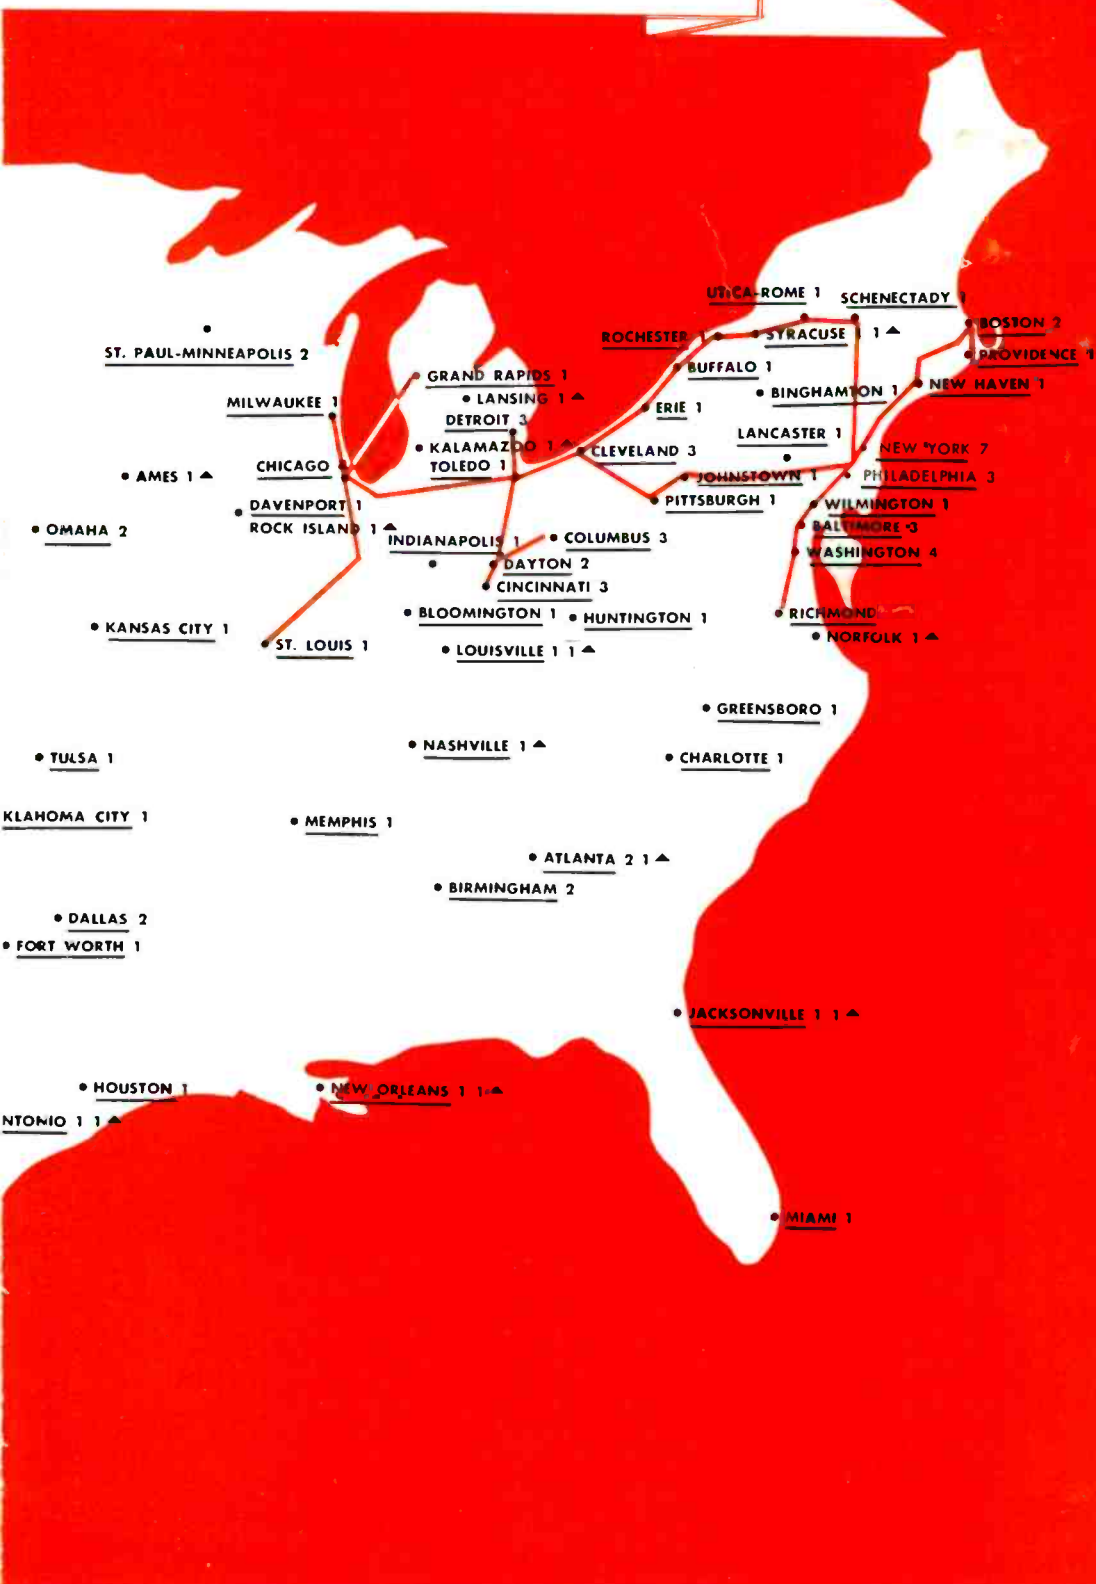 UTICA-ROME 1
SCHENECTADY 1
BOSTON 2
ROCHESTER 1
SYRACUSE 1 1 ▲
PROVIDENCE 1
ST. PAUL-MINNEAPOLIS 2
BUFFALO 1
GRAND RAPIDS 1
NEW HAVEN 1
BINGHAMTON 1
LANSING 1 ▲
MILWAUKEE 1
ERIE 1
DETROIT 3
LANCASTER 1
KALAMAZOO 1 ▲
CLEVELAND 3
NEW YORK 7
CHICAGO
TOLEDO 1
AMES 1 ▲
JOHNSTOWN 1
PHILADELPHIA 3
PITTSBURGH 1
DAVENPORT 1
ROCK ISLAND 1 ▲
WILMINGTON 1
OMAHA 2
BALTIMORE 3
INDIANAPOLIS 1
COLUMBUS 3
WASHINGTON 4
DAYTON 2
CINCINNATI 3
BLOOMINGTON 1
HUNTINGTON 1
RICHMOND
KANSAS CITY 1
NORFOLK 1 ▲
ST. LOUIS 1
LOUISVILLE 1 1 ▲
GREENSBORO 1
NASHVILLE 1 ▲
TULSA 1
CHARLOTTE 1
KLAHOMA CITY 1
MEMPHIS 1
ATLANTA 2 1 ▲
BIRMINGHAM 2
DALLAS 2
FORT WORTH 1
JACKSONVILLE 1 1 ▲
HOUSTON 1
NEW ORLEANS 1 1 ▲
NTONIO 1 1 ▲
MIAMI 1